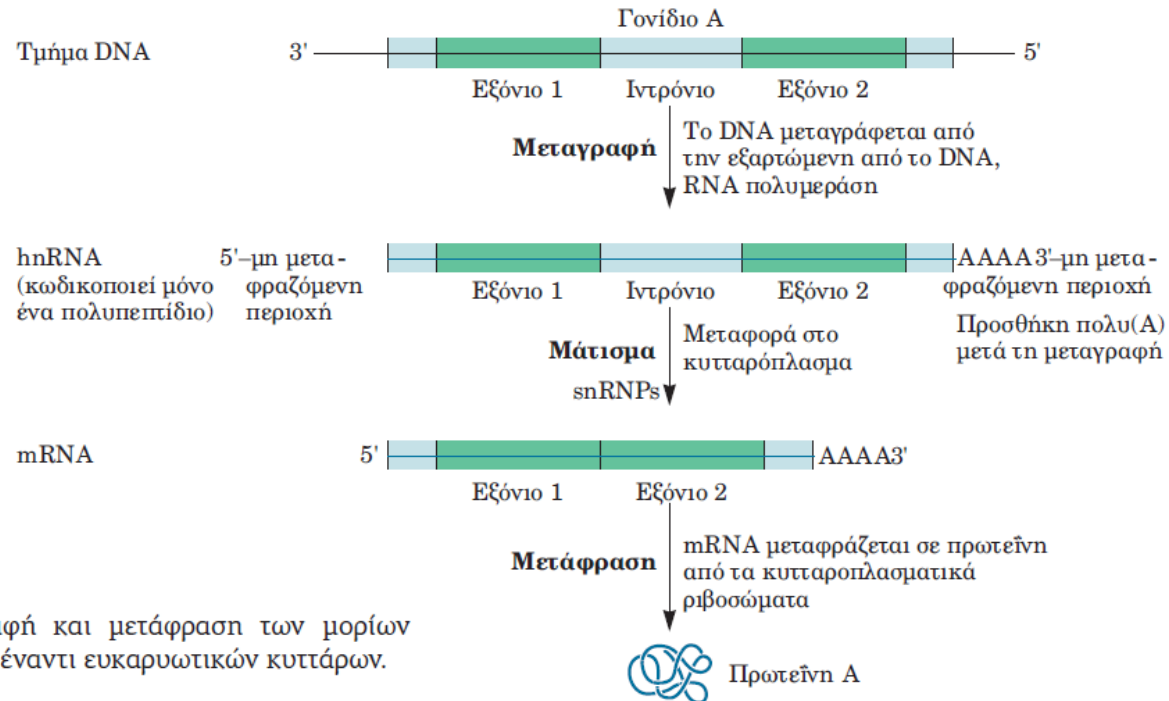 Γονίδιο Α
Τμήμα DNA 3' 5'
Εξόνιο 1 Ιντρόνιο Εξόνιο 2
Μεταγραφή
Το DNA μεταγράφεται από
την εξαρτώμενη από το DNA,
RNA πολυμεράση
hnRNA
(κωδικοποιεί μόνο
ένα πολυπεπτίδιο)
5'–μη μετα-
φραζόμενη
περιοχή
Εξόνιο 1 Ιντρόνιο Εξόνιο 2
AAAA3'–μη μετα-
φραζόμενη περιοχή
Προσθήκη πολυ(Α)
μετά τη μεταγραφή
Μάτισμα
snRNPs
Μεταφορά στο
κυτταρόπλασμα
mRNA 5' AAAA3'
Εξόνιο 1 Εξόνιο 2
Μετάφραση
mRNA μεταφράζεται σε πρωτεΐνη
από τα κυτταροπλασματικά
ριβοσώματα
Πρωτεΐνη Α
αφή και μετάφραση των μορίων
έναντι ευκαρυωτικών κυττάρων.